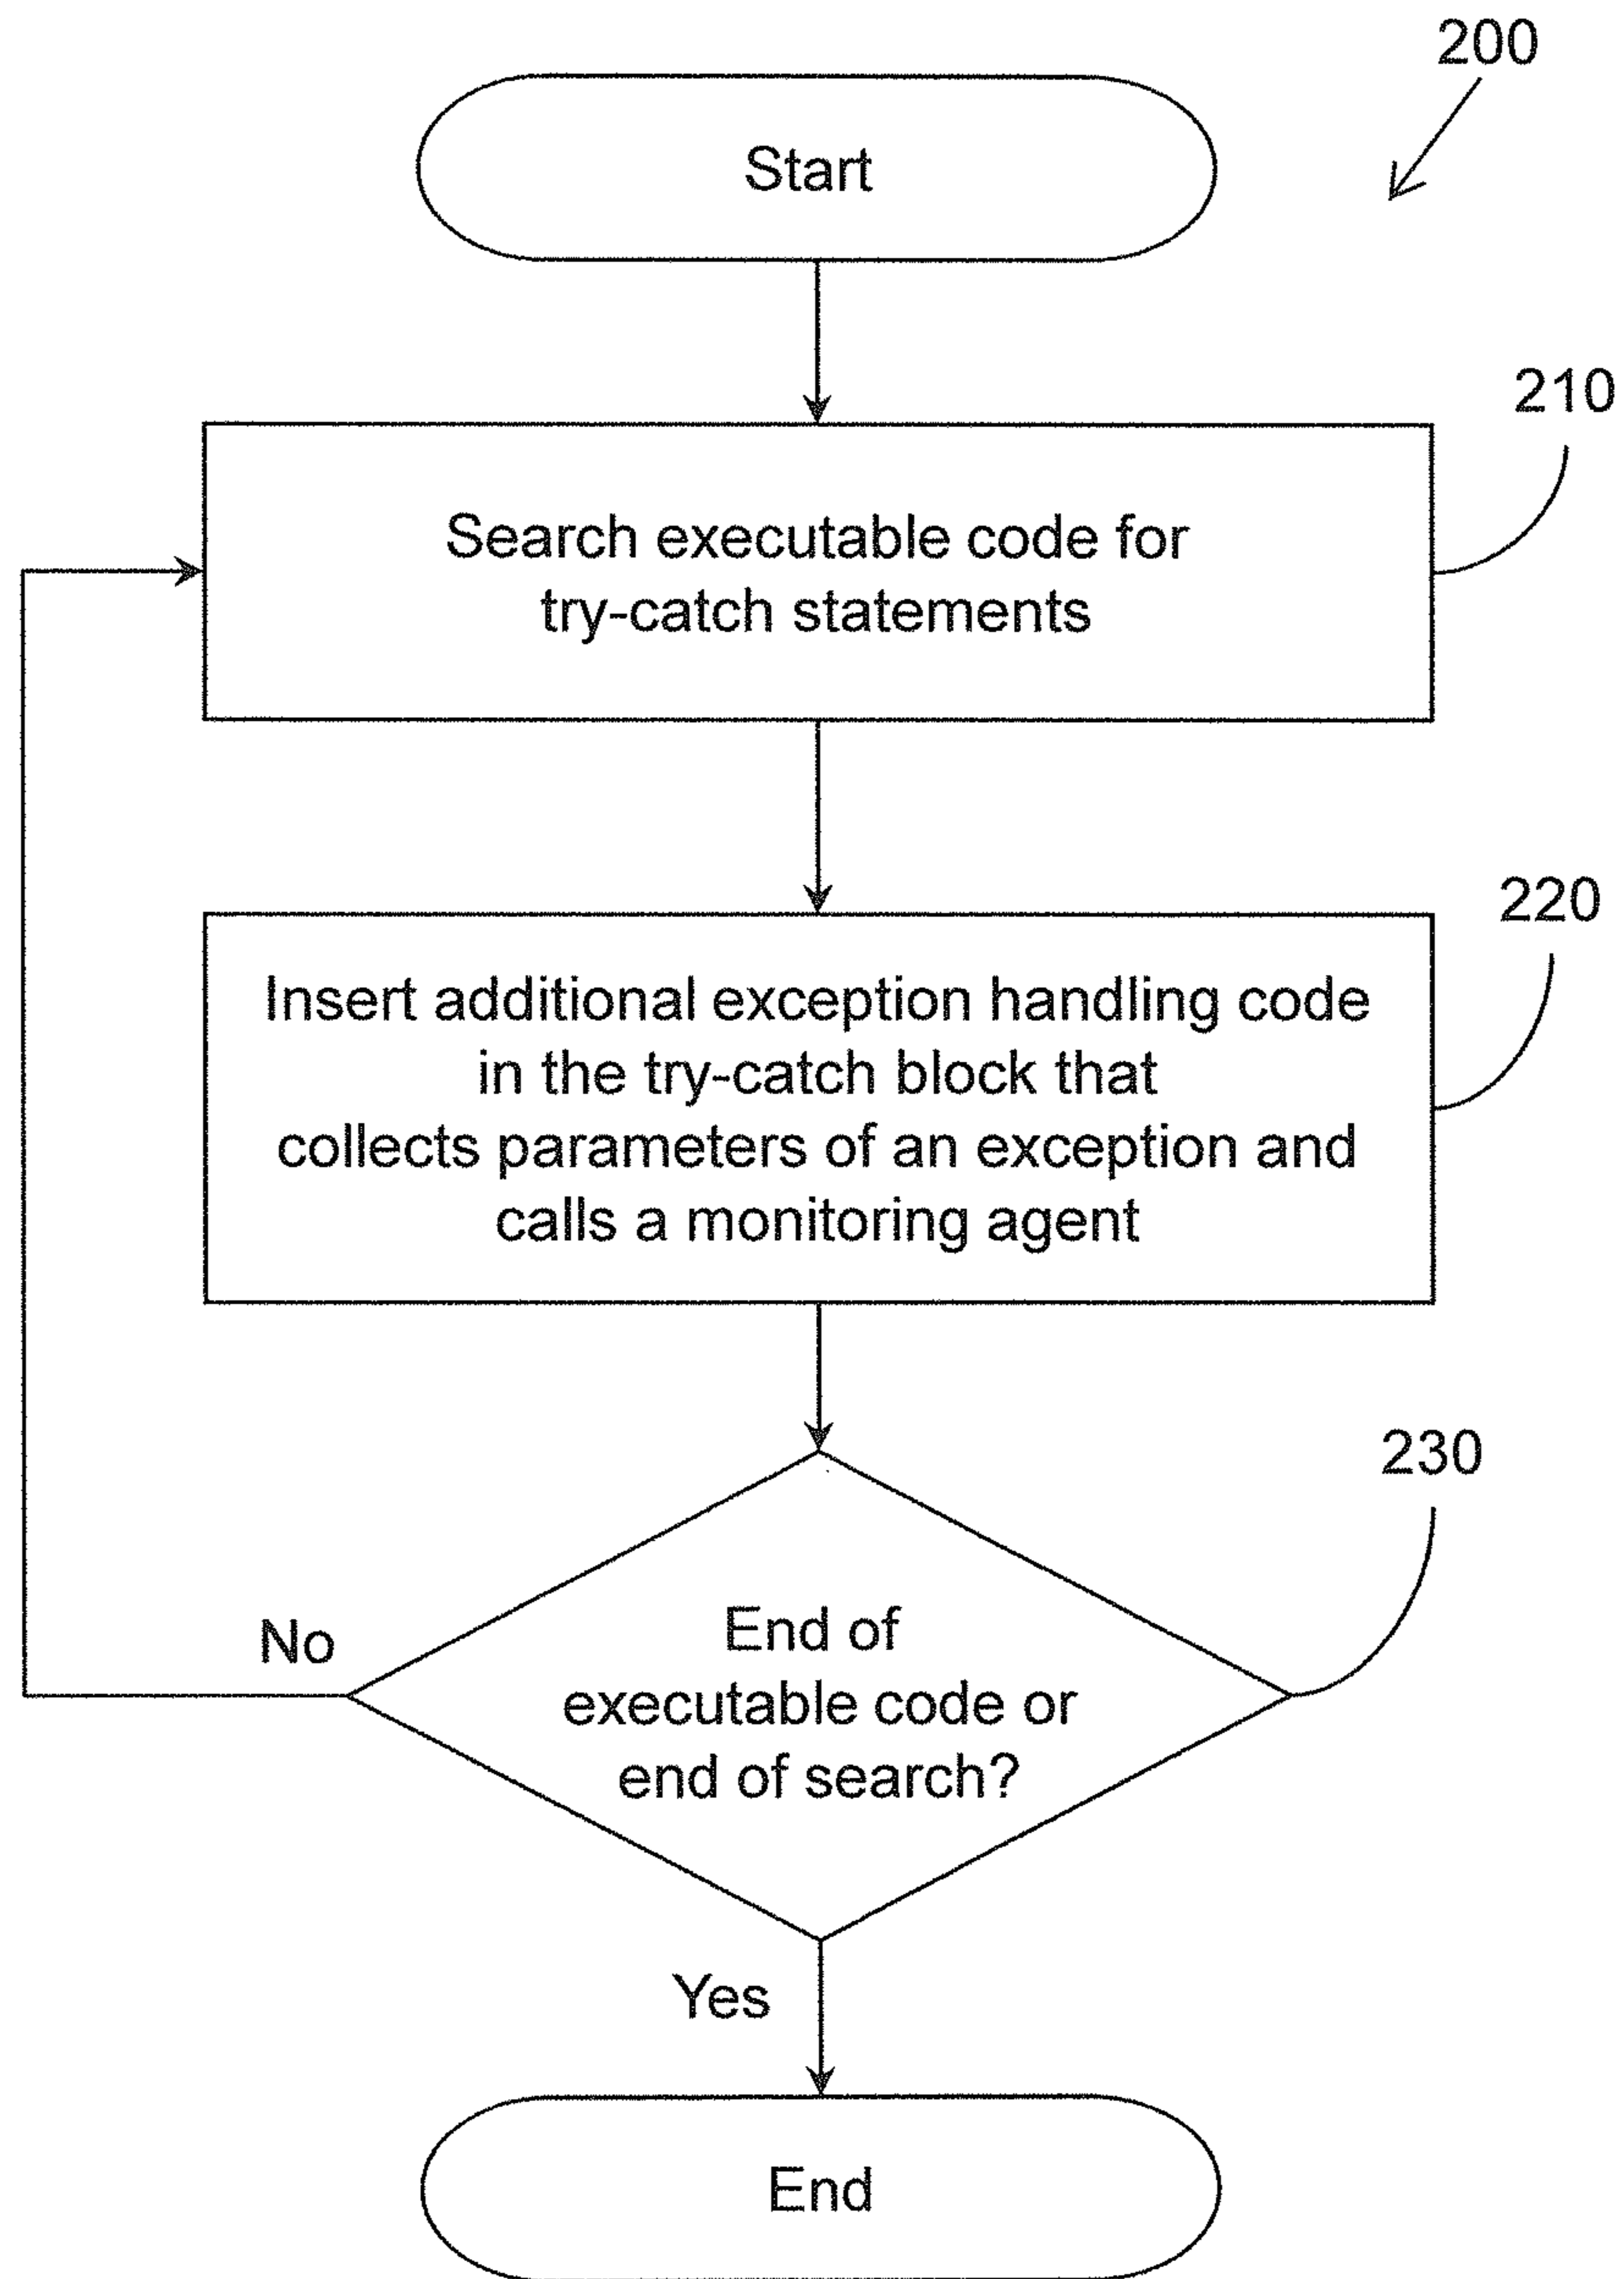 200
Start
210
Search executable code for
try-catch statements
220
Insert additional exception handling code
in the try-catch block that
collects parameters of an exception and
calls a monitoring agent
230
No
End of
executable code or
end of search?
Yes
End